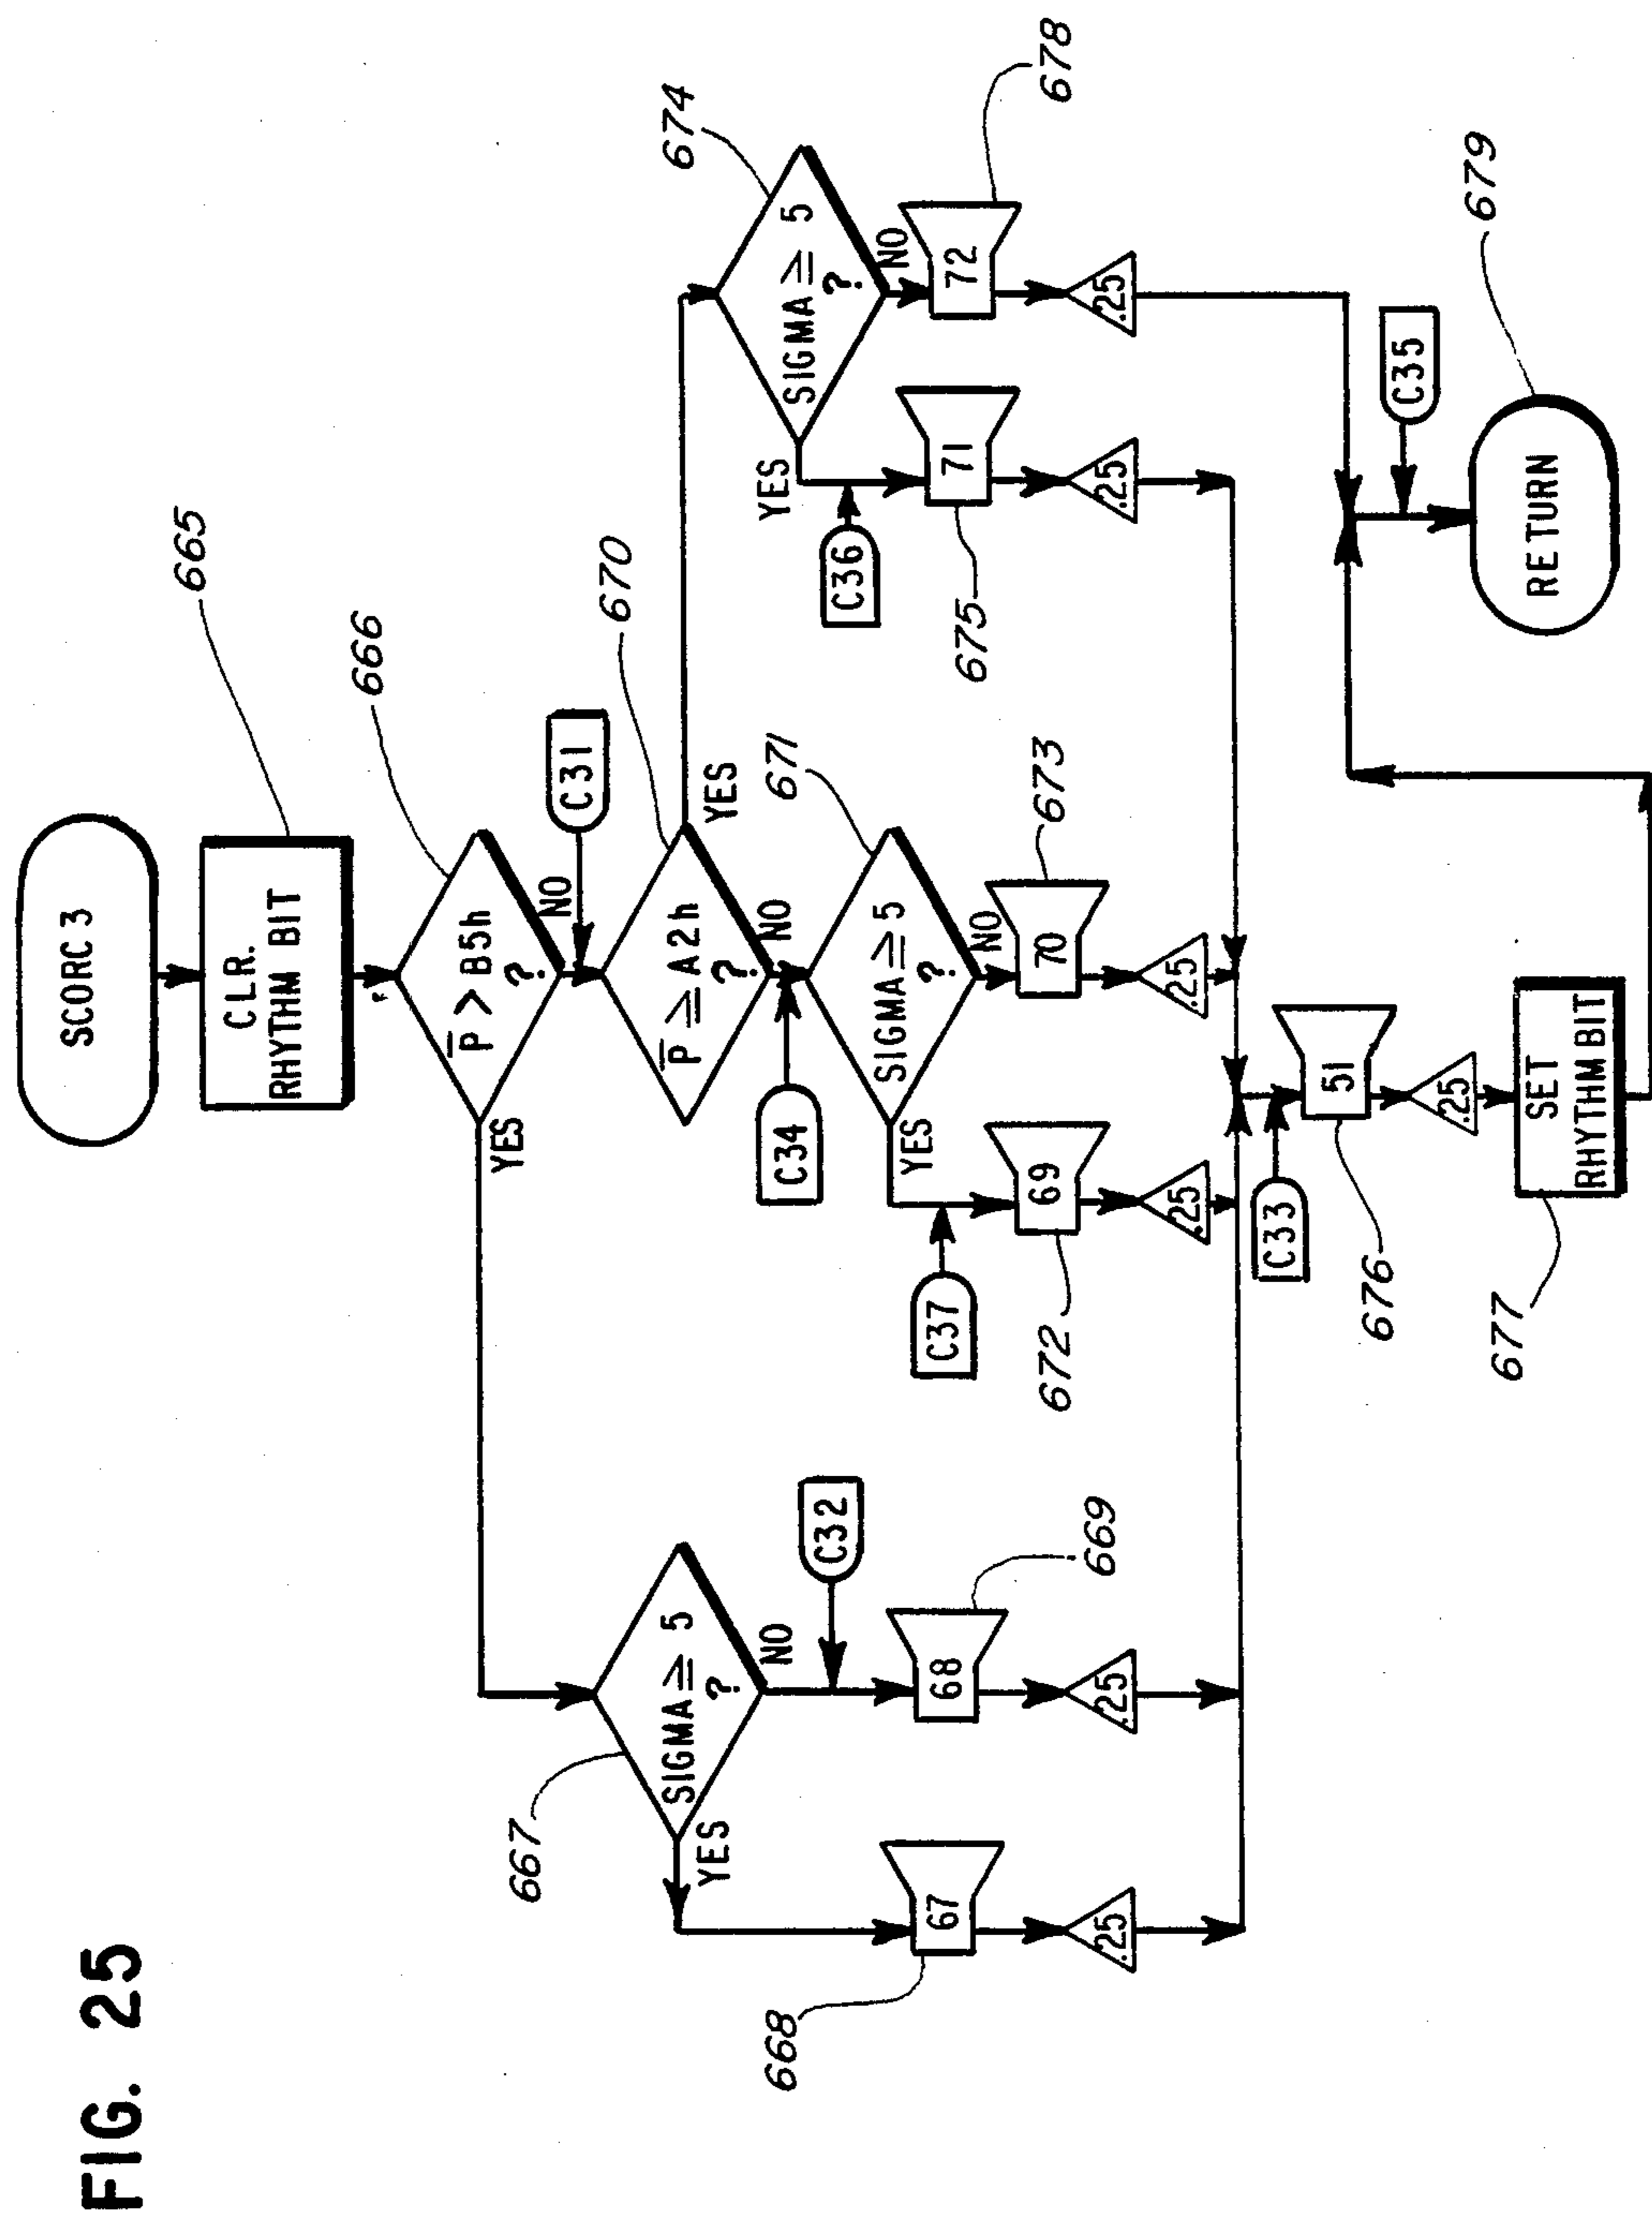 FIG. 25
SCORC 3
CLR.
RHYTHM BIT
665
P̅ > B5h
?
666
YES
NO
C31
P̅ ≥ A2h
?
670
YES
NO
C34
SIGMA ≥ 5
?
667
YES
NO
C32
SIGMA ≥ 5
?
671
YES
NO
C37
SIGMA ≥ 5
?
674
YES
NO
C36
67
668
.25
68
669
.25
69
672
.25
70
673
.25
71
675
.25
72
678
.25
C33
51
676
.25
SET
RHYTHM BIT
677
C35
RETURN
679